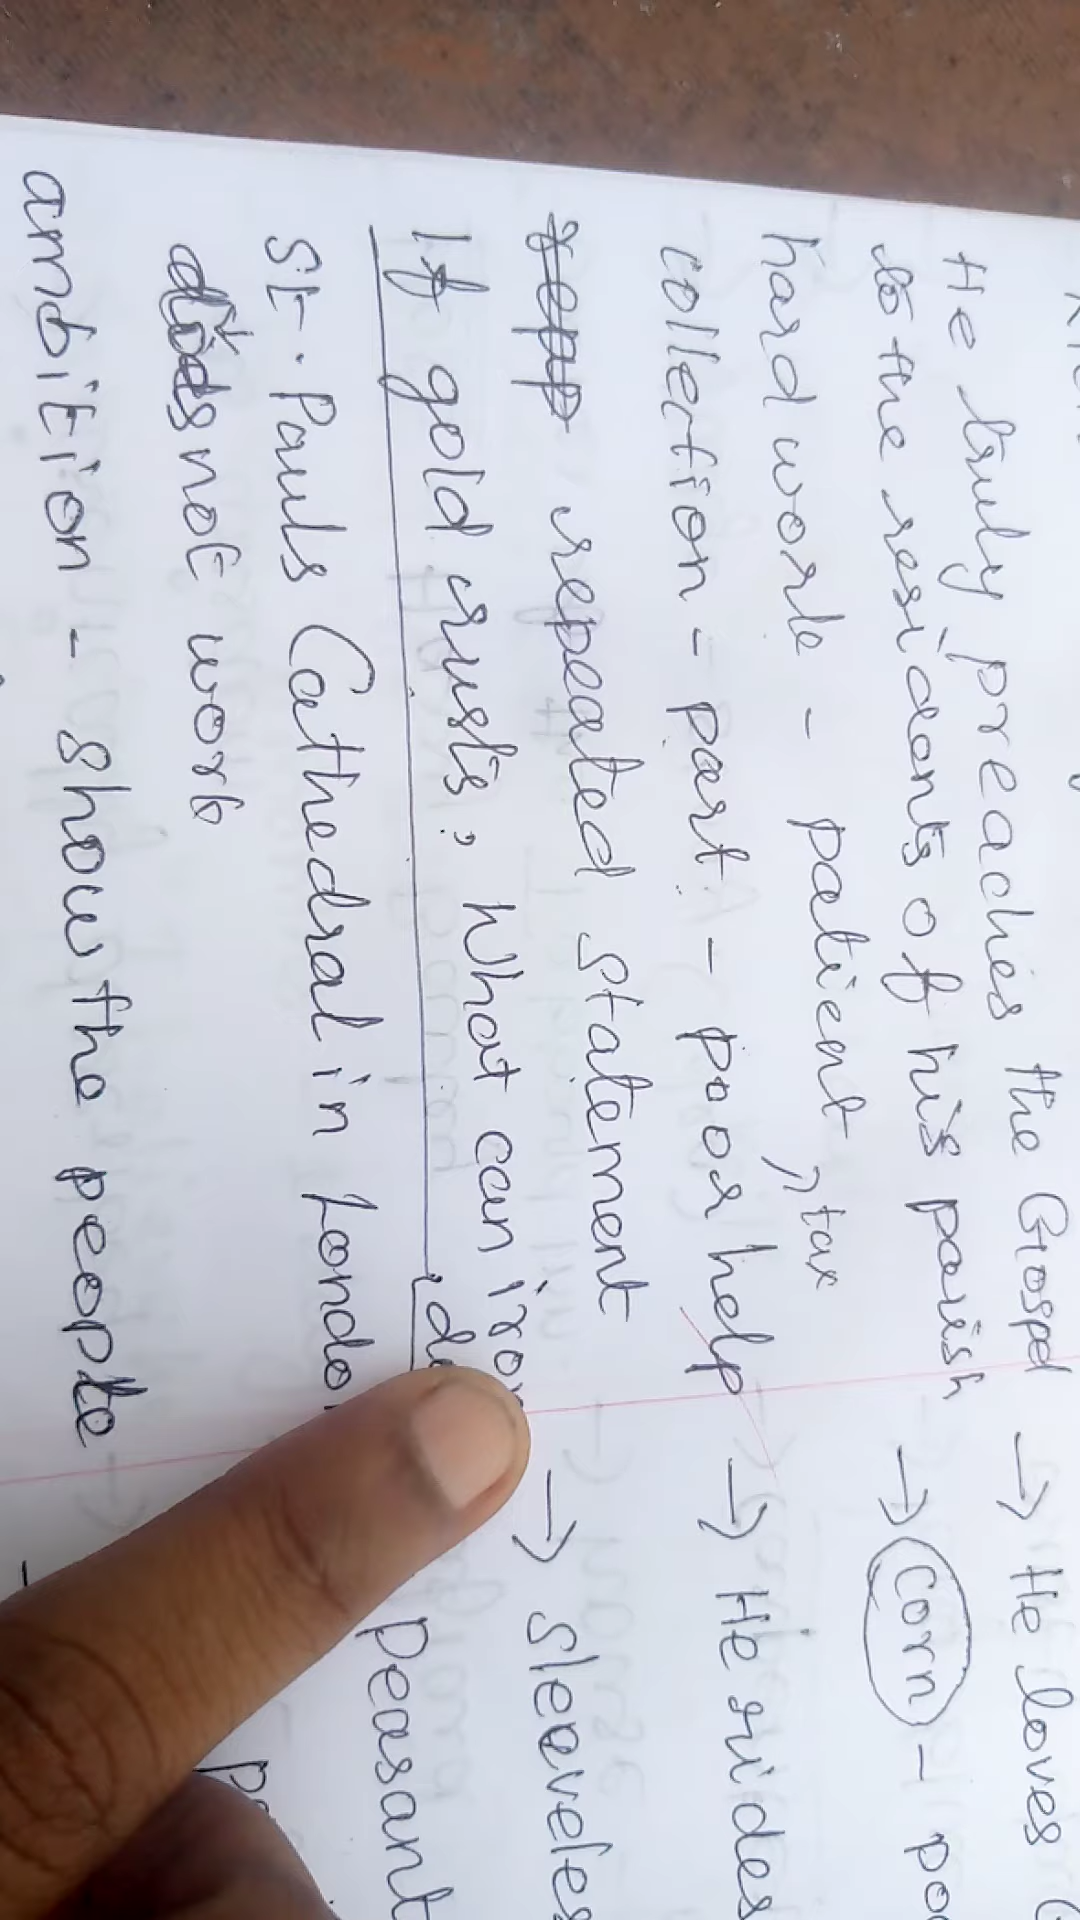 He truly preaches the Gospel → He loves
to the residents of his parish → Corn - po
hard work - patient , tax
collection - part - poor help → He rides
repeated statement
If gold rusts, what can iron do → sleeveles
St. Pauls Cathedral in London peasant
does not work
ambition - show the people →